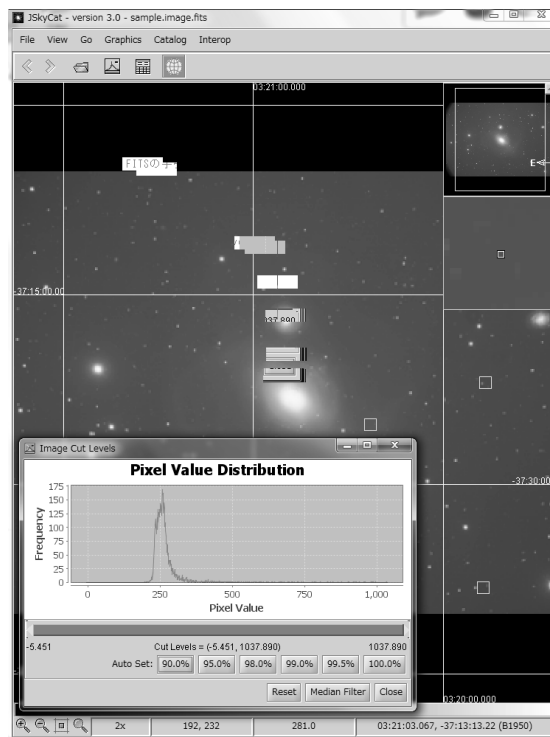 JSkyCat - version 3.0 - sample.image.fits
File View Go Graphics Catalog Interop
03:21:00.000
FITSの
E
-37:15:00.00
037.890
-37:30:00
Image Cut Levels
Pixel Value Distribution
Frequency
175
150
125
100
75
50
25
0
0 250 500 750 1,000
Pixel Value
-5.451 Cut Levels = (-5.451, 1037.890) 1037.890
Auto Set: 90.0% 95.0% 98.0% 99.0% 99.5% 100.0%
Reset Median Filter Close
03:20:00.000
2x 192, 232 281.0 03:21:03.067, -37:13:13.22 (B1950)